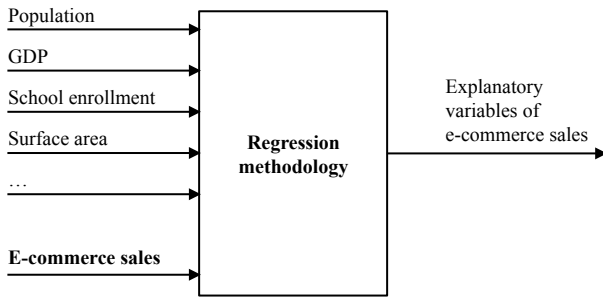 Population
GDP
School enrollment
Surface area
…
E-commerce sales
Regression
methodology
Explanatory
variables of
e-commerce sales